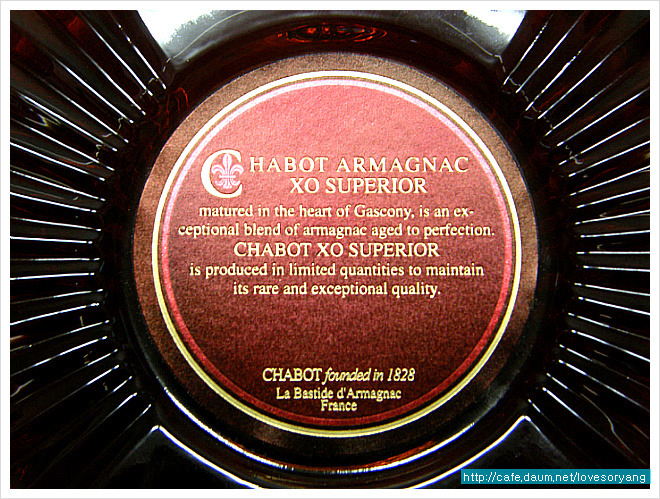 CHABOT ARMAGNAC
XO SUPERIOR
matured in the heart of Gascony, is an ex-
ceptional blend of armagnac aged to perfection.
CHABOT XO SUPERIOR
is produced in limited quantities to maintain
its rare and exceptional quality.
CHABOT founded in 1828
La Bastide d'Armagnac
France
http://cafe.daum.net/lovesoryang